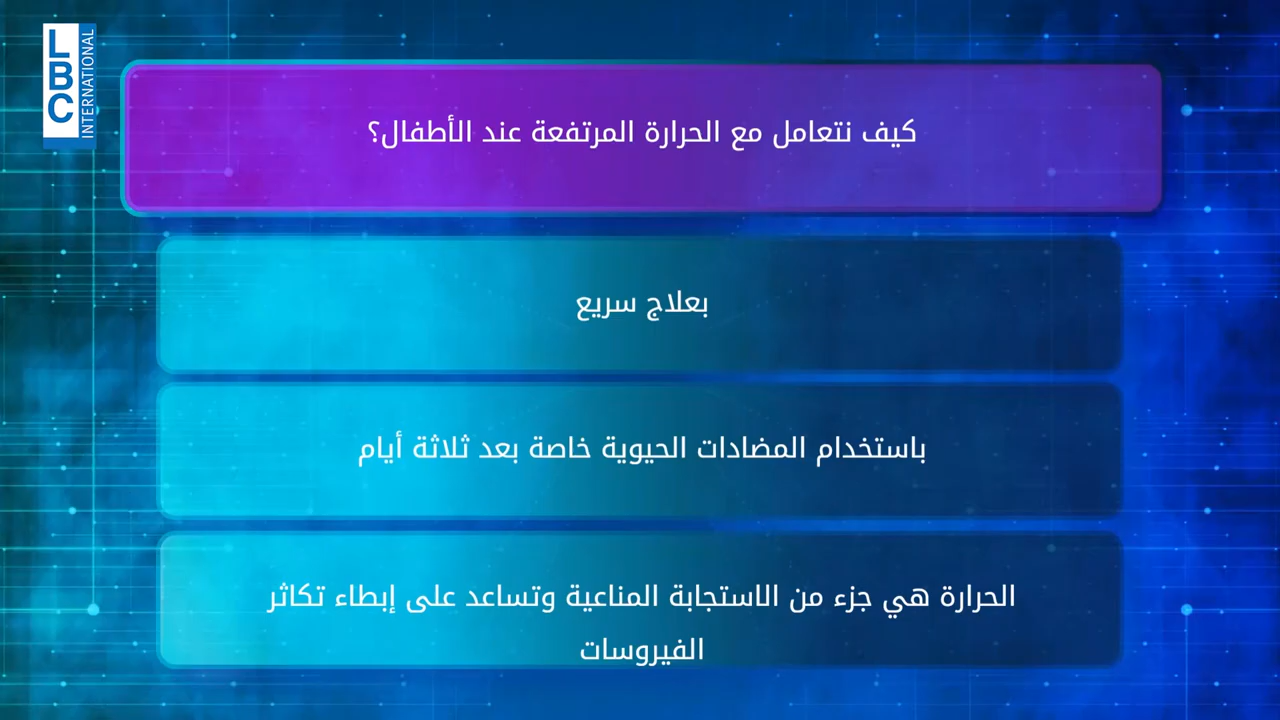 LBC
INTERNATIONAL
كيف نتعامل مع الحرارة المرتفعة عند الأطفال؟
بعلاج سريع
باستخدام المضادات الحيوية خاصة بعد ثلاثة أيام
الحرارة هي جزء من الاستجابة المناعية وتساعد على إبطاء تكاثر
الفيروسات